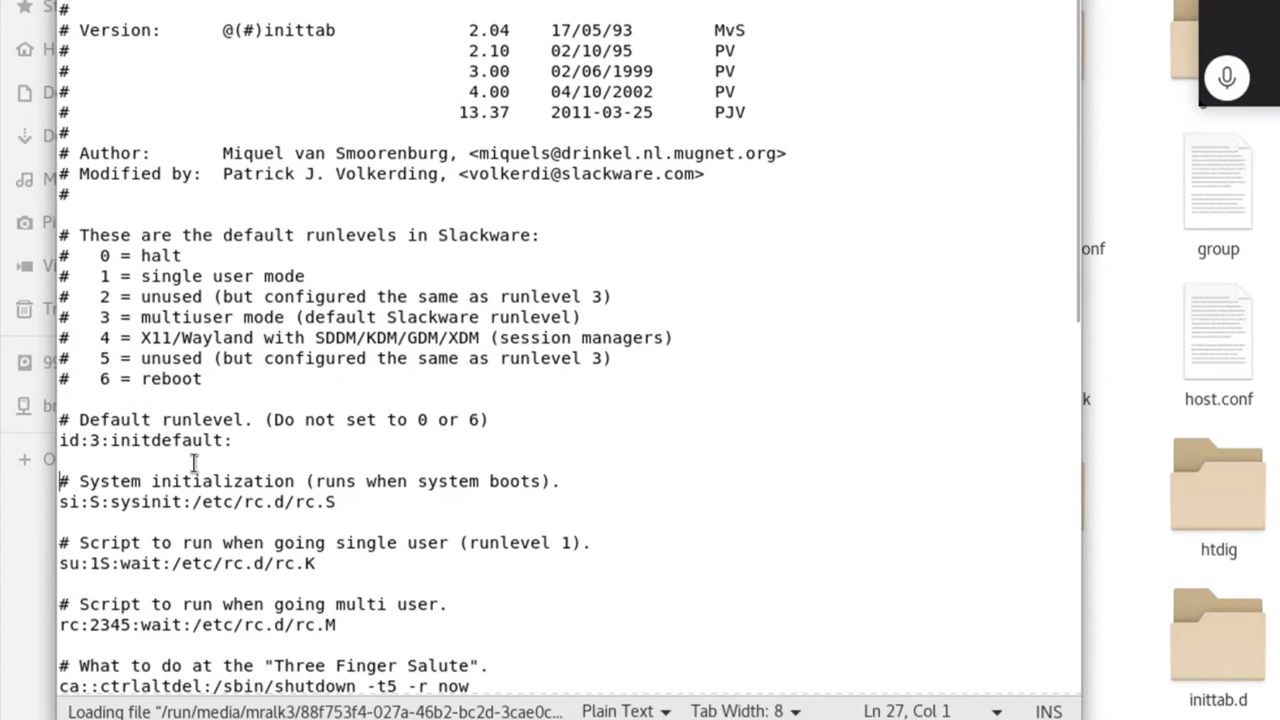 #
# Version:      @(#)inittab             2.04    17/05/93        MvS
#                                       2.10    02/10/95        PV
#                                       3.00    02/06/1999      PV
#                                       4.00    04/10/2002      PV
#                                      13.37    2011-03-25      PJV
#
# Author:       Miquel van Smoorenburg, <miquels@drinkel.nl.mugnet.org>
# Modified by:  Patrick J. Volkerding, <volkerdi@slackware.com>
#
# These are the default runlevels in Slackware:
#   0 = halt
#   1 = single user mode
#   2 = unused (but configured the same as runlevel 3)
#   3 = multiuser mode (default Slackware runlevel)
#   4 = X11/Wayland with SDDM/KDM/GDM/XDM (session managers)
#   5 = unused (but configured the same as runlevel 3)
#   6 = reboot
# Default runlevel. (Do not set to 0 or 6)
id:3:initdefault:
# System initialization (runs when system boots).
si:S:sysinit:/etc/rc.d/rc.S
# Script to run when going single user (runlevel 1).
su:1S:wait:/etc/rc.d/rc.K
# Script to run when going multi user.
rc:2345:wait:/etc/rc.d/rc.M
# What to do at the "Three Finger Salute".
ca::ctrlaltdel:/sbin/shutdown -t5 -r now
Loading file "/run/media/mralk3/88f753f4-027a-46b2-bc2d-3cae0c... Plain Text Tab Width: 8 Ln 27, Col 1 INS
onf
group
k
host.conf
htdig
inittab.d